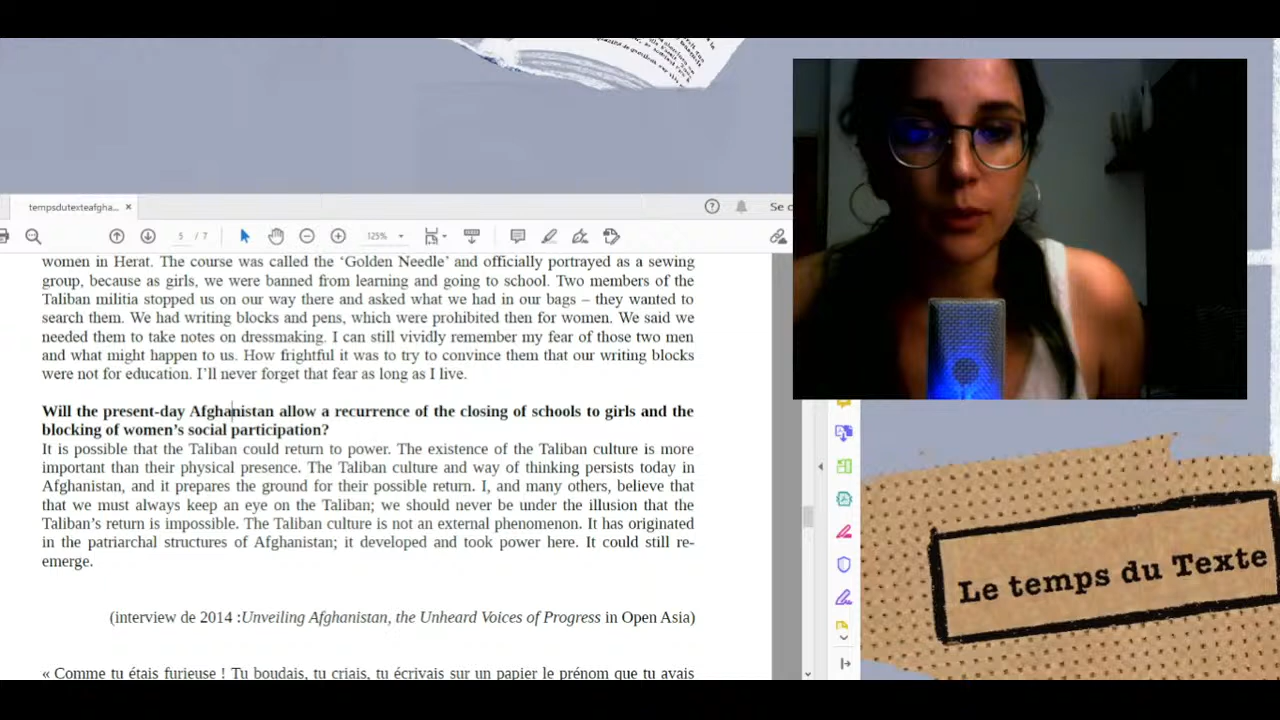 tempsdutexteafgha...
Se c
5 / 7
125%
women in Herat. The course was called the ‘Golden Needle’ and officially portrayed as a sewing
group, because as girls, we were banned from learning and going to school. Two members of the
Taliban militia stopped us on our way there and asked what we had in our bags – they wanted to
search them. We had writing blocks and pens, which were prohibited then for women. We said we
needed them to take notes on dressmaking. I can still vividly remember my fear of those two men
and what might happen to us. How frightful it was to try to convince them that our writing blocks
were not for education. I’ll never forget that fear as long as I live.
Will the present-day Afghanistan allow a recurrence of the closing of schools to girls and the
blocking of women’s social participation?
It is possible that the Taliban could return to power. The existence of the Taliban culture is more
important than their physical presence. The Taliban culture and way of thinking persists today in
Afghanistan, and it prepares the ground for their possible return. I, and many others, believe that
that we must always keep an eye on the Taliban; we should never be under the illusion that the
Taliban’s return is impossible. The Taliban culture is not an external phenomenon. It has originated
in the patriarchal structures of Afghanistan; it developed and took power here. It could still re-
emerge.
(interview de 2014 :Unveiling Afghanistan, the Unheard Voices of Progress in Open Asia)
« Comme tu étais furieuse ! Tu boudais, tu criais, tu écrivais sur un papier le prénom que tu avais
Le temps du Texte